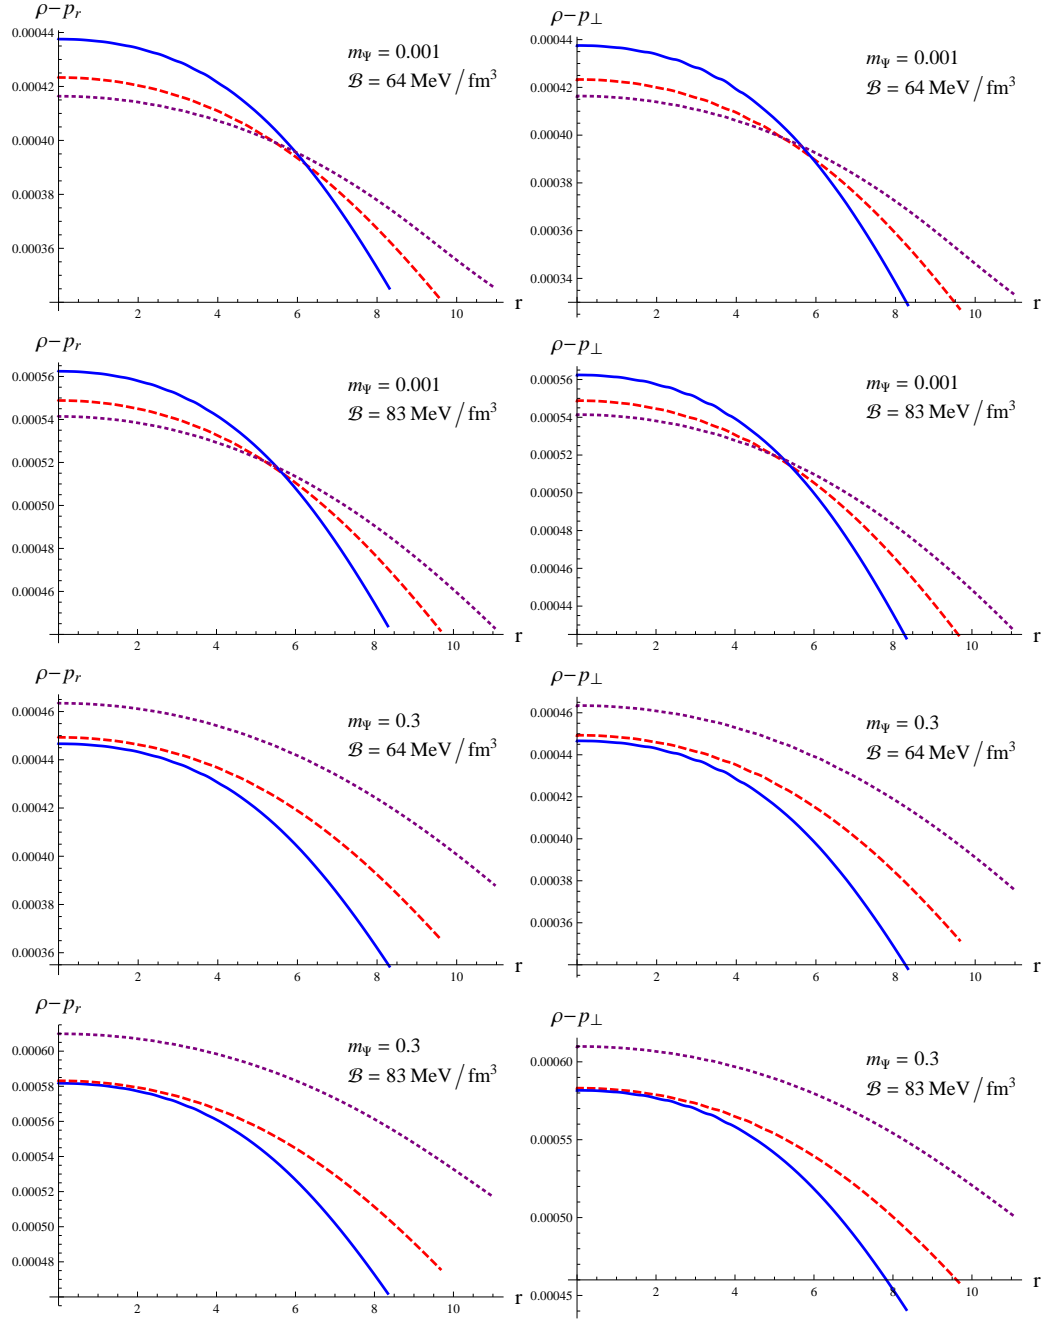 ρ−p_r
0.00044
0.00042
0.00040
0.00038
0.00036
m_Ψ = 0.001
ℬ = 64 MeV / fm³
2 4 6 8 10 r
ρ−p_⊥
0.00044
0.00042
0.00040
0.00038
0.00036
0.00034
m_Ψ = 0.001
ℬ = 64 MeV / fm³
2 4 6 8 10 r
ρ−p_r
0.00056
0.00054
0.00052
0.00050
0.00048
0.00046
m_Ψ = 0.001
ℬ = 83 MeV / fm³
2 4 6 8 10 r
ρ−p_⊥
0.00056
0.00054
0.00052
0.00050
0.00048
0.00046
0.00044
m_Ψ = 0.001
ℬ = 83 MeV / fm³
2 4 6 8 10 r
ρ−p_r
0.00046
0.00044
0.00042
0.00040
0.00038
0.00036
m_Ψ = 0.3
ℬ = 64 MeV / fm³
2 4 6 8 10 r
ρ−p_⊥
0.00046
0.00044
0.00042
0.00040
0.00038
0.00036
m_Ψ = 0.3
ℬ = 64 MeV / fm³
2 4 6 8 10 r
ρ−p_r
0.00060
0.00058
0.00056
0.00054
0.00052
0.00050
0.00048
m_Ψ = 0.3
ℬ = 83 MeV / fm³
2 4 6 8 10 r
ρ−p_⊥
0.00060
0.00055
0.00050
0.00045
m_Ψ = 0.3
ℬ = 83 MeV / fm³
2 4 6 8 10 r